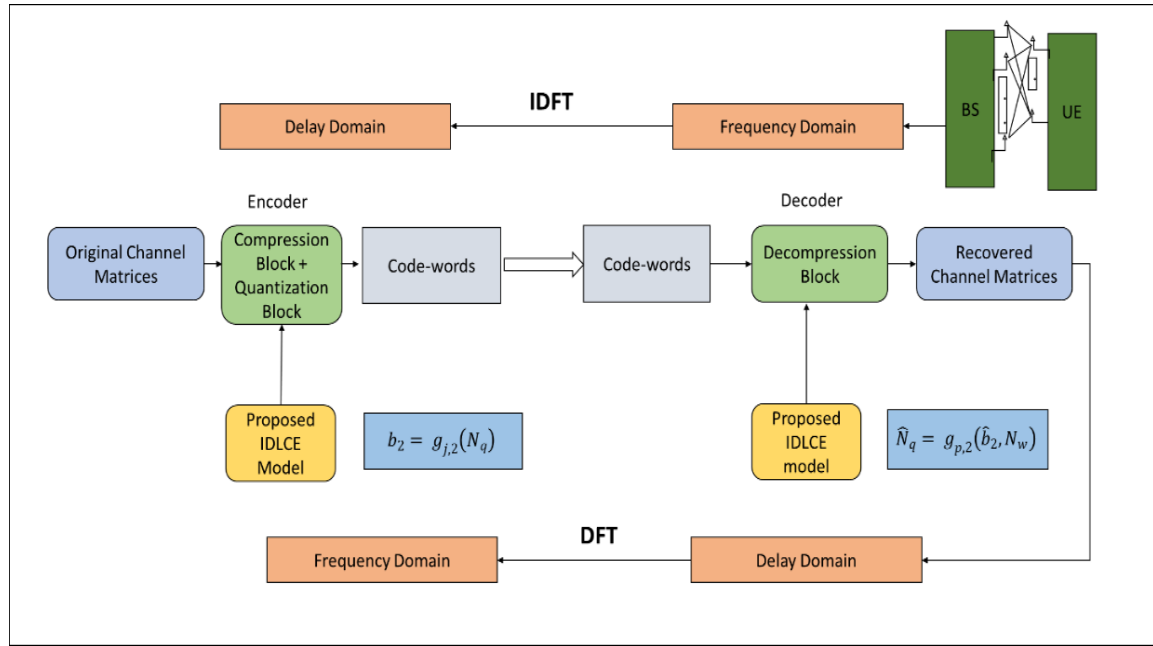 IDFT
Delay Domain
Frequency Domain
BS
UE
Encoder
Decoder
Original Channel
Matrices
Compression
Block +
Quantization
Block
Code-words
Code-words
Decompression
Block
Recovered
Channel Matrices
Proposed
IDLCE
Model
b₂ = g_{j,2}(N_q)
Proposed
IDLCE
model
N̂_q = g_{p,2}(b̂₂, N_w)
DFT
Frequency Domain
Delay Domain